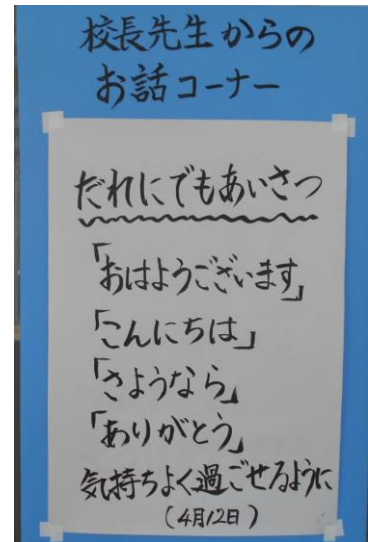 校長先生からの
お話コーナー
だれにでもあいさつ
「おはようございます」
「こんにちは」
「さようなら」
「ありがとう」
気持ちよく過ごせるように
(4月12日)